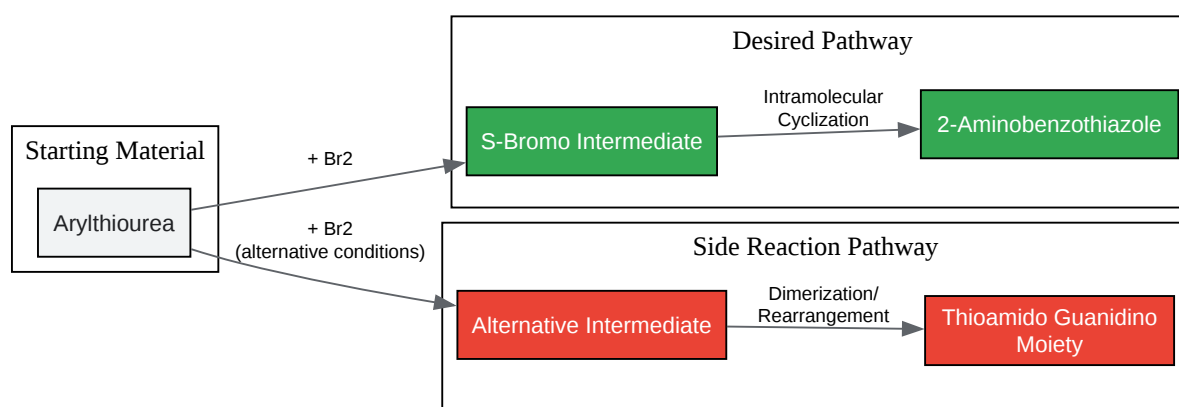 Starting Material
Arylthiourea
+ Br2
+ Br2
(alternative conditions)
Desired Pathway
S-Bromo Intermediate
Intramolecular
Cyclization
2-Aminobenzothiazole
Side Reaction Pathway
Alternative Intermediate
Dimerization/
Rearrangement
Thioamido Guanidino
Moiety